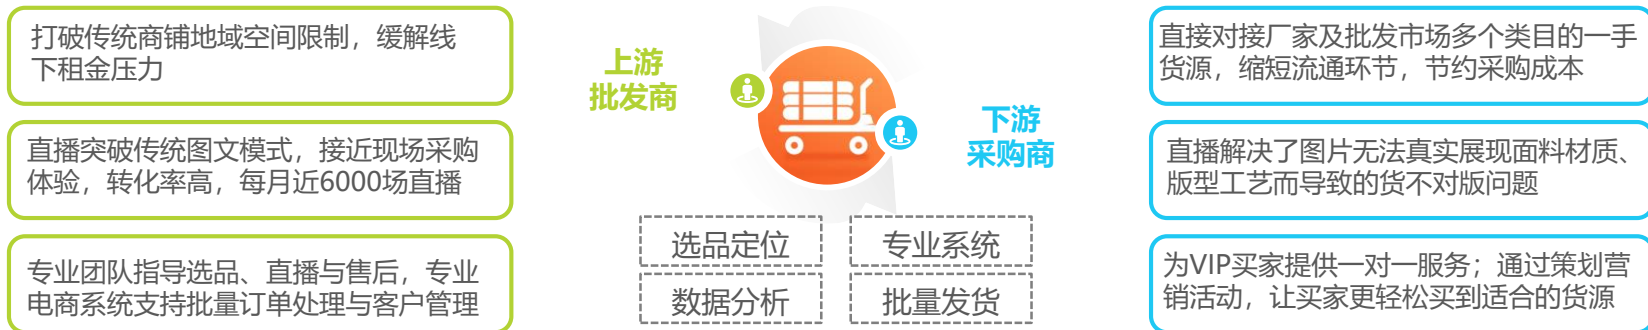 打破传统商铺地域空间限制，缓解线
下租金压力
直播突破传统图文模式，接近现场采购
体验，转化率高，每月近6000场直播
专业团队指导选品、直播与售后，专业
电商系统支持批量订单处理与客户管理
上游
批发商
下游
采购商
选品定位
专业系统
数据分析
批量发货
直接对接厂家及批发市场多个类目的一手
货源，缩短流通环节，节约采购成本
直播解决了图片无法真实展现面料材质、
版型工艺而导致的货不对版问题
为VIP买家提供一对一服务；通过策划营
销活动，让买家更轻松买到适合的货源